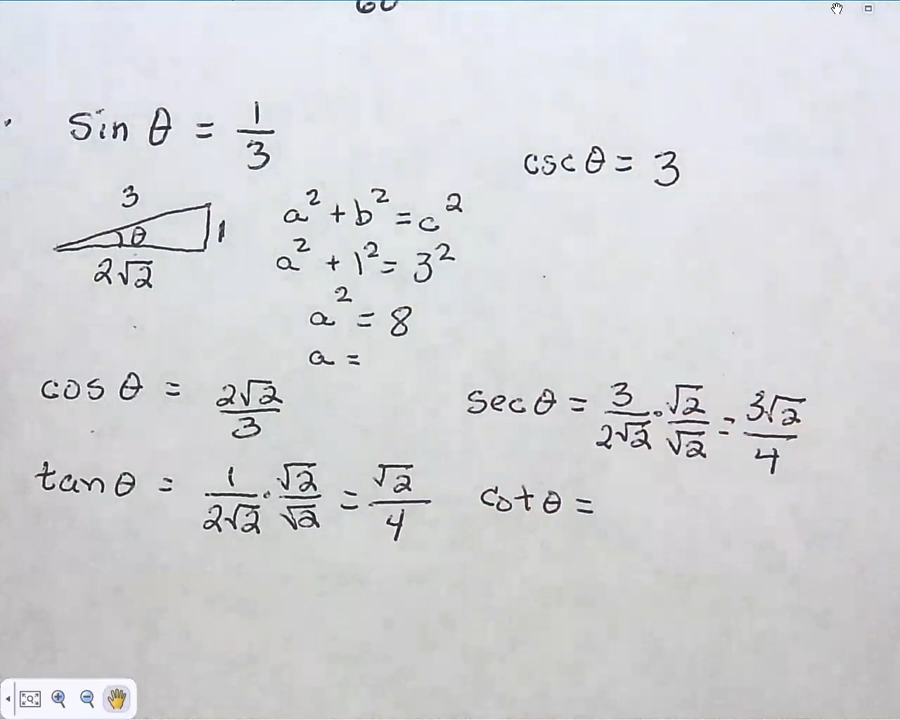 sin θ = 1/3
csc θ = 3
3
θ
1
2√2
a² + b² = c²
a² + 1² = 3²
a² = 8
a =
cos θ = 2√2/3
sec θ = 3/2√2 · √2/√2 = 3√2/4
tan θ = 1/2√2 · √2/√2 = √2/4
cot θ =